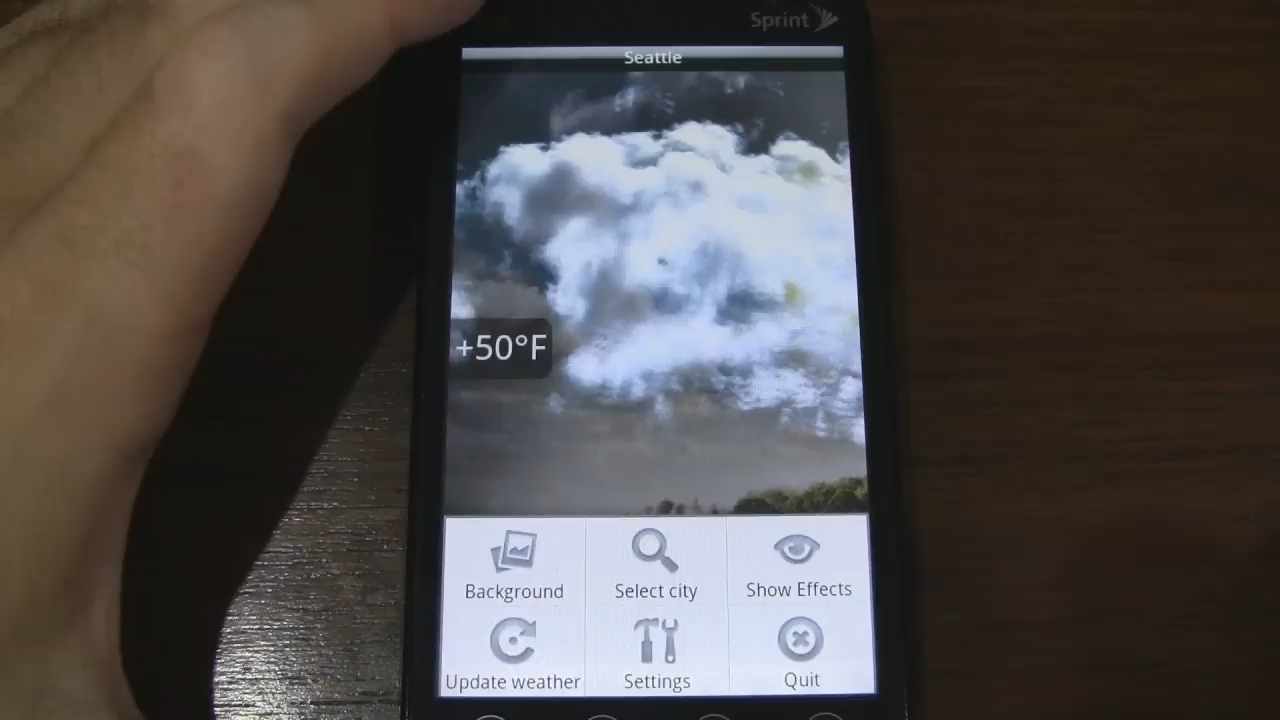 Sprint
Seattle
+50°F
Background
Select city
Show Effects
Update weather
Settings
Quit